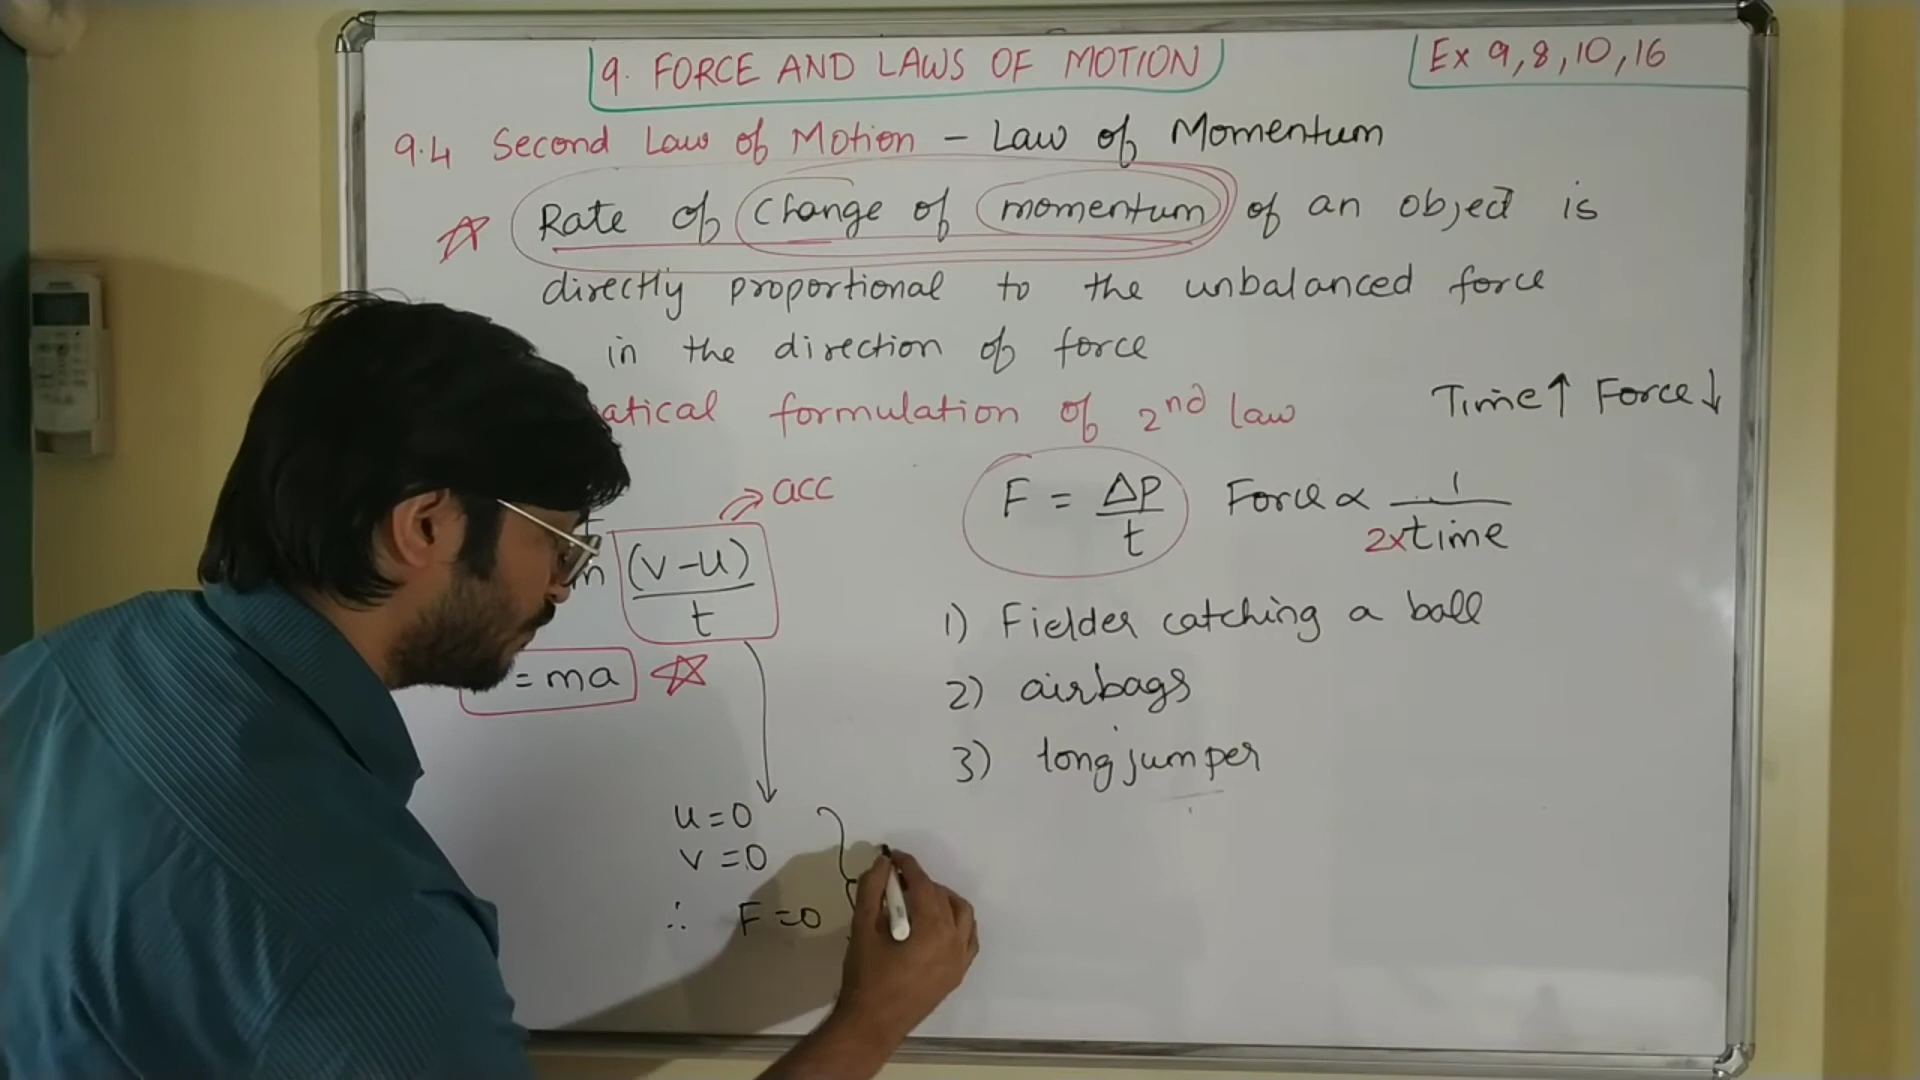 9. FORCE AND LAWS OF MOTION
Ex 9,8,10,16
9.4 Second Law of Motion – Law of Momentum
Rate of change of momentum of an object is
directly proportional to the unbalanced force
in the direction of force
formulation of 2nd law
Time↑ Force↓
acc
(v-u)
t
= ma
u=0
v=0
∴ F=0
F = Δp/t
Force ∝ 1/2xtime
1) Fielder catching a ball
2) airbags
3) long jumper